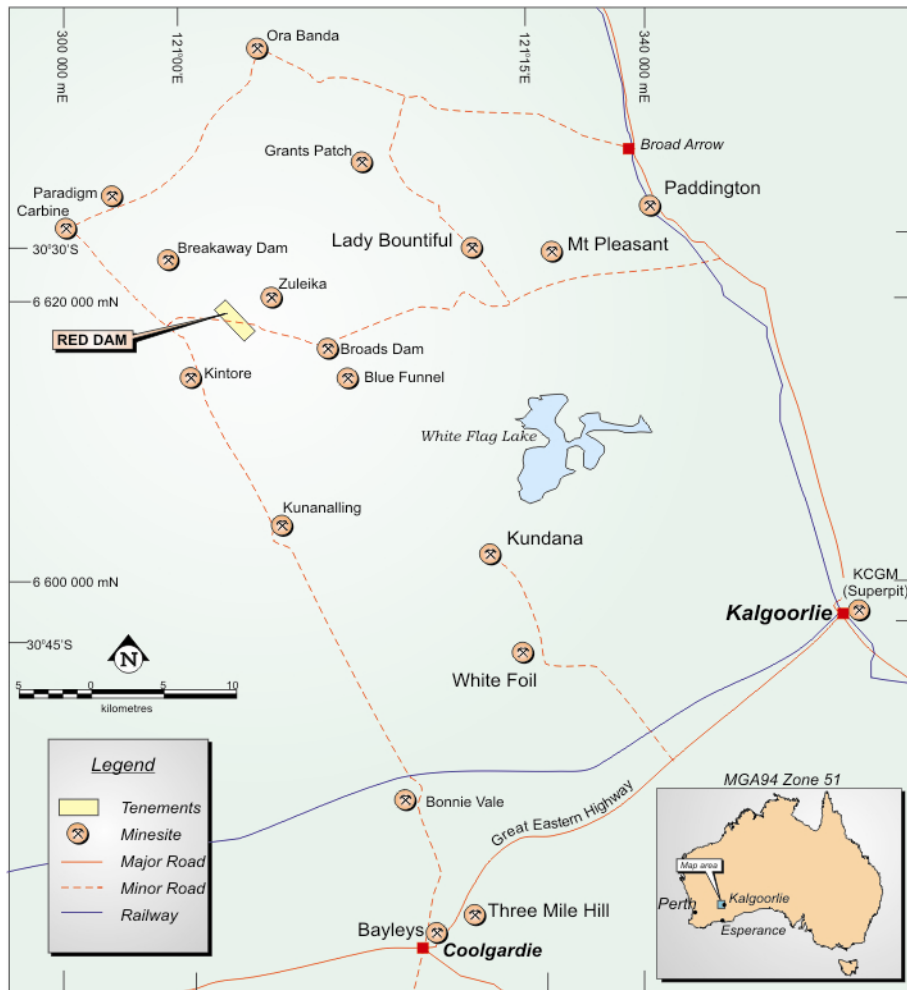 300 000 mE
121°00'E
Ora Banda
121°15'E
340 000 mE
Broad Arrow
Grants Patch
Paddington
Paradigm
Carbine
30°30'S
Breakaway Dam
Lady Bountiful
Mt Pleasant
Zuleika
6 620 000 mN
RED DAM
Broads Dam
Kintore
Blue Funnel
White Flag Lake
Kunanalling
Kundana
6 600 000 mN
KCGM
(Superpit)
Kalgoorlie
30°45'S
N
White Foil
5 0 5 10
kilometres
Legend
Tenements
Minesite
Major Road
Minor Road
Railway
Bonnie Vale
Great Eastern Highway
MGA94 Zone 51
Map area
Kalgoorlie
Perth
Esperance
Three Mile Hill
Bayleys
Coolgardie